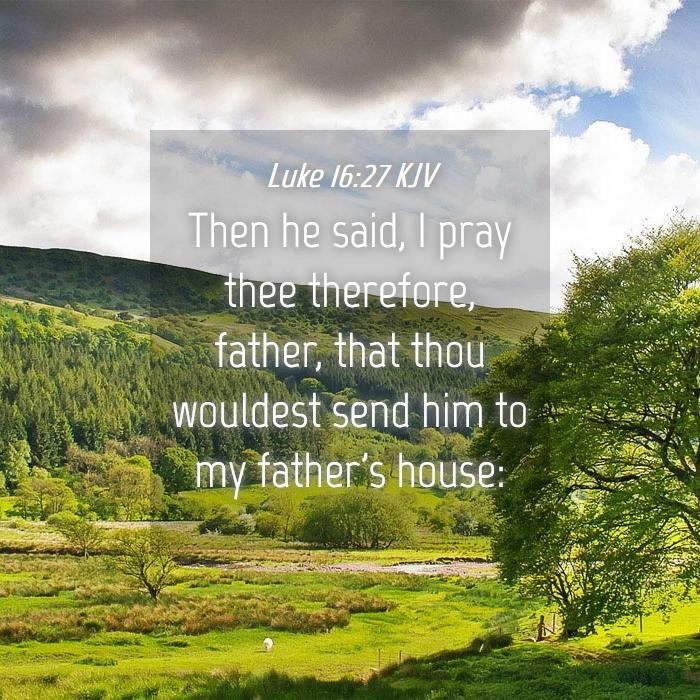 Luke 16:27 KJV
Then he said, I pray
thee therefore,
father, that thou
wouldest send him to
my father's house: